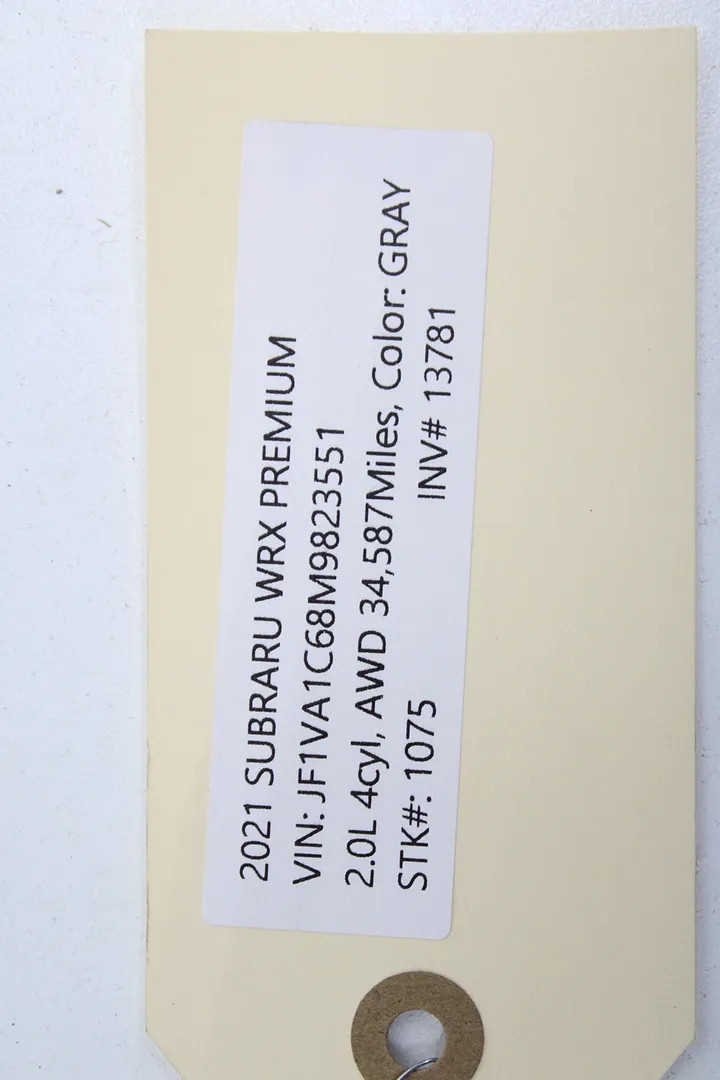 2021 SUBRARU WRX PREMIUM
VIN: JF1VA1C68M9823551
2.0L 4cyl, AWD 34,587Miles, Color: GRAY
STK#: 1075 INV# 13781